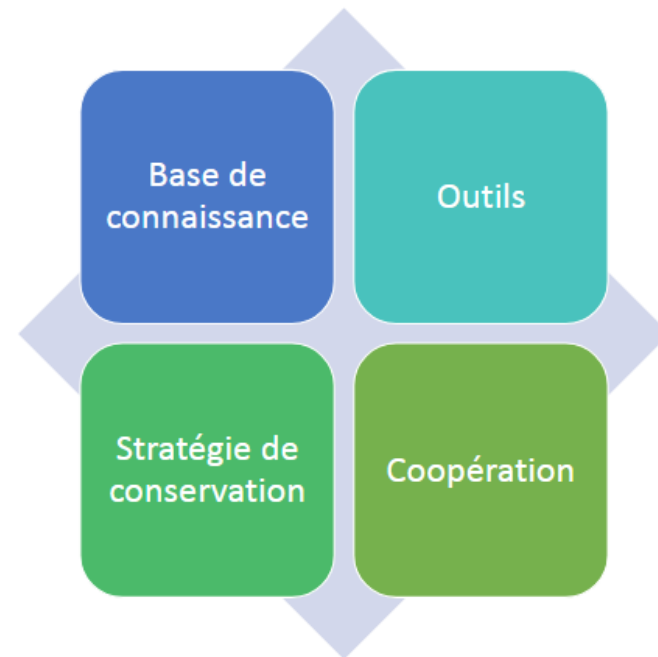 Base de
connaissance
Outils
Stratégie de
conservation
Coopération